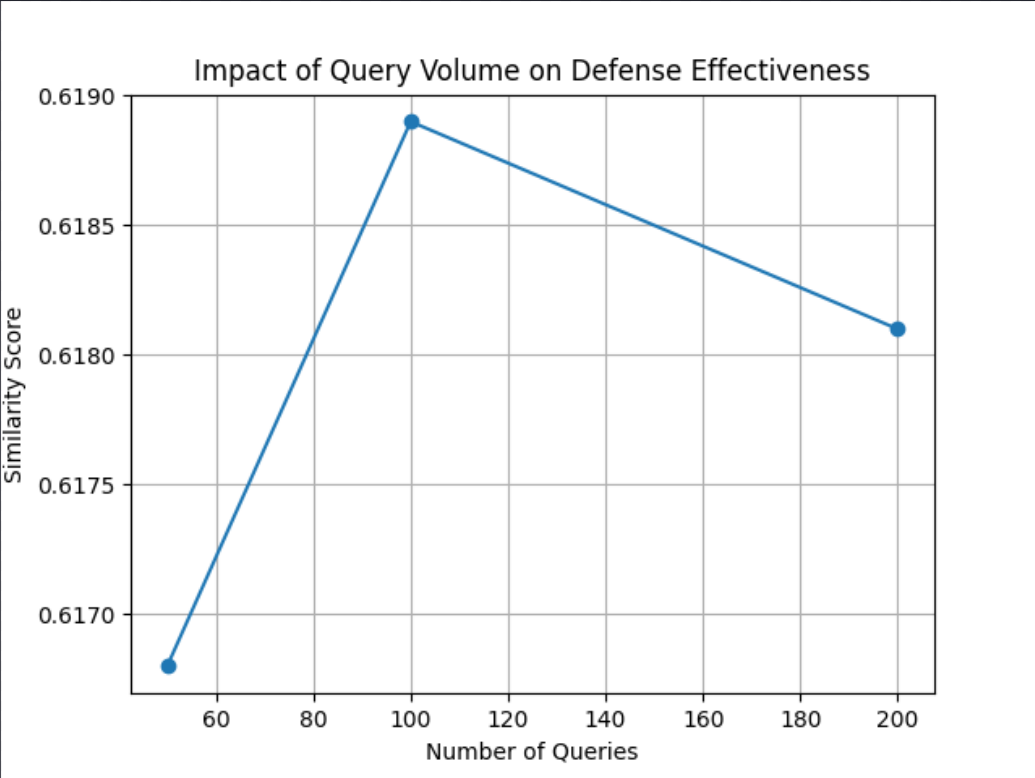 Impact of Query Volume on Defense Effectiveness
0.6190
0.6185
0.6180
0.6175
0.6170
Similarity Score
60 80 100 120 140 160 180 200
Number of Queries